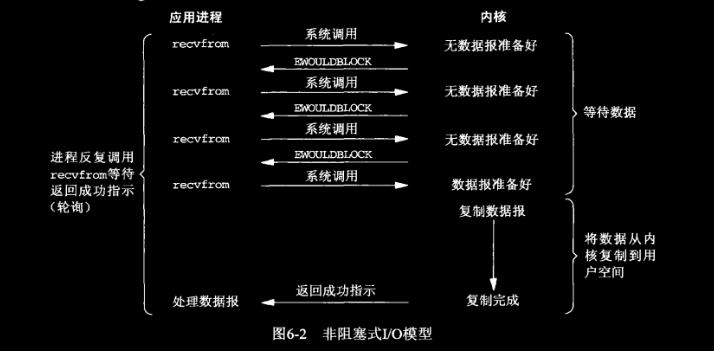 应用进程 内核
recvfrom 系统调用 无数据报准备好
EWOULDBLOCK
recvfrom 系统调用 无数据报准备好
EWOULDBLOCK
recvfrom 系统调用 无数据报准备好
EWOULDBLOCK
recvfrom 系统调用 数据报准备好
等待数据
进程反复调用
recvfrom等待
返回成功指示
（轮询）
复制数据报
将数据从内
核复制到用
户空间
处理数据报 返回成功指示 复制完成
图6-2 非阻塞式I/O模型